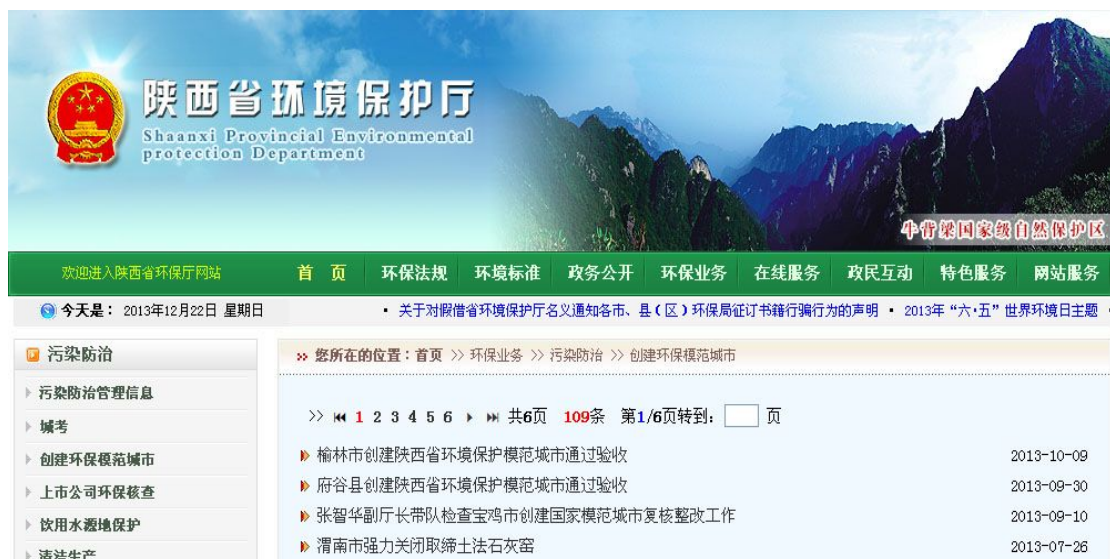 陕西省环境保护厅
Shaanxi Provincial Environmental
protection Department
牛背梁国家级自然保护区
欢迎进入陕西省环保厅网站 首 页 环保法规 环境标准 政务公开 环保业务 在线服务 政民互动 特色服务 网站服务
今天是： 2013年12月22日 星期日 ▪ 关于对假借省环境保护厅名义通知各市、县（区）环保局征订书籍行骗行为的声明 ▪ 2013年“六·五”世界环境日主题
污染防治
›› 您所在的位置：首页 >> 环保业务 >> 污染防治 >> 创建环保模范城市
污染防治管理信息
城考
创建环保模范城市
上市公司环保核查
饮用水源地保护
清洁生产
>> 1 2 3 4 5 6 共6页 109条 第1/6页转到： 页
榆林市创建陕西省环境保护模范城市通过验收 2013-10-09
府谷县创建陕西省环境保护模范城市通过验收 2013-09-30
张智华副厅长带队检查宝鸡市创建国家模范城市复核整改工作 2013-09-10
渭南市强力关闭取缔土法石灰窑 2013-07-26